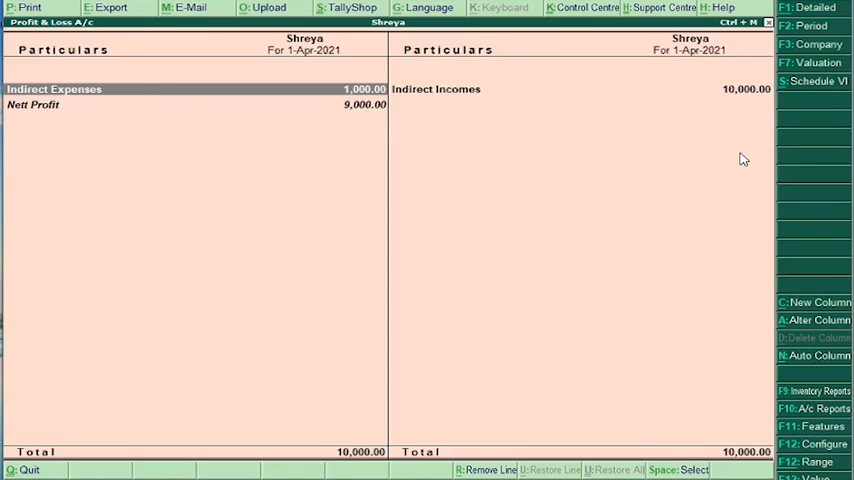 P: Print E: Export M: E-Mail O: Upload S: TallyShop G: Language K: Keyboard K: Control Centre H: Support Centre H: Help
Profit & Loss A/c Shreya Ctrl + M
Particulars Shreya For 1-Apr-2021 Particulars Shreya For 1-Apr-2021
Indirect Expenses 1,000.00 Indirect Incomes 10,000.00
Nett Profit 9,000.00
Total 10,000.00 Total 10,000.00
Q: Quit R: Remove Line U: Restore Line U: Restore All Space: Select
F1: Detailed
F2: Period
F3: Company
F7: Valuation
S: Schedule VI
C: New Column
A: Alter Column
D: Delete Column
N: Auto Column
F9: Inventory Reports
F10: A/c Reports
F11: Features
F12: Configure
F12: Range
F12: Value